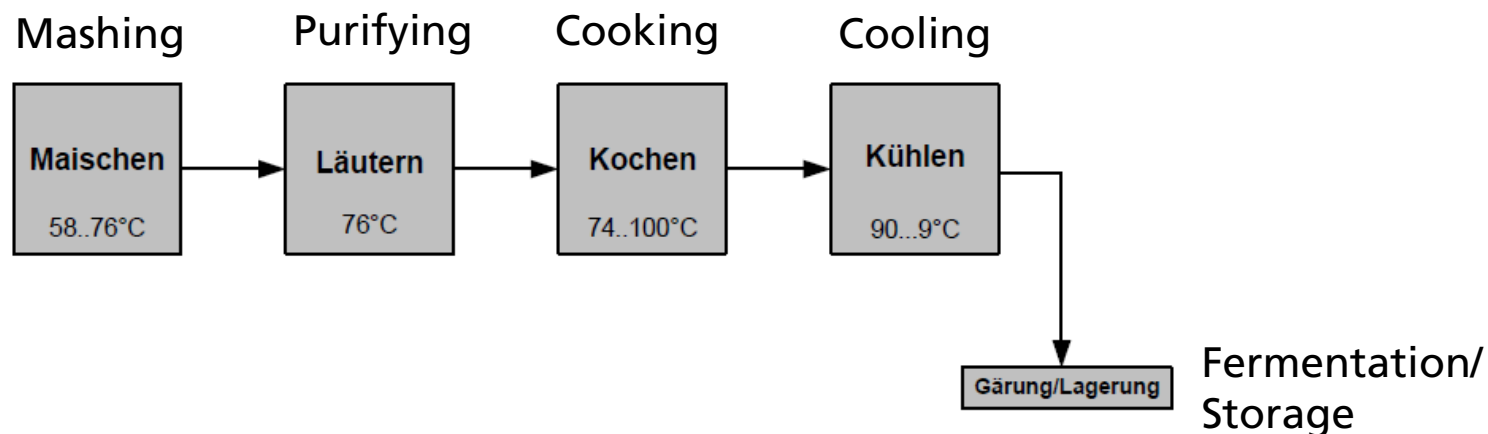 Mashing
Purifying
Cooking
Cooling
Maischen
58..76°C
Läutern
76°C
Kochen
74..100°C
Kühlen
90...9°C
Gärung/Lagerung
Fermentation/
Storage